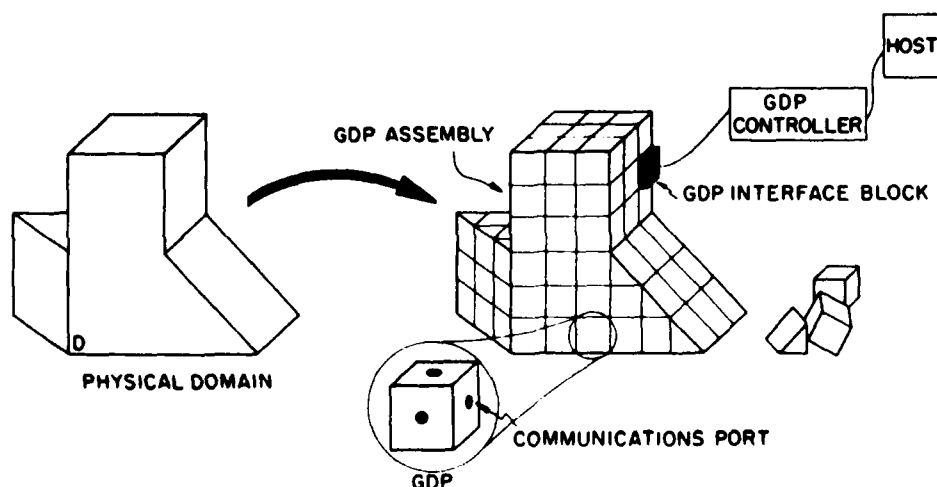 HOST
GDP
CONTROLLER
GDP ASSEMBLY
GDP INTERFACE BLOCK
D
PHYSICAL DOMAIN
COMMUNICATIONS PORT
GDP